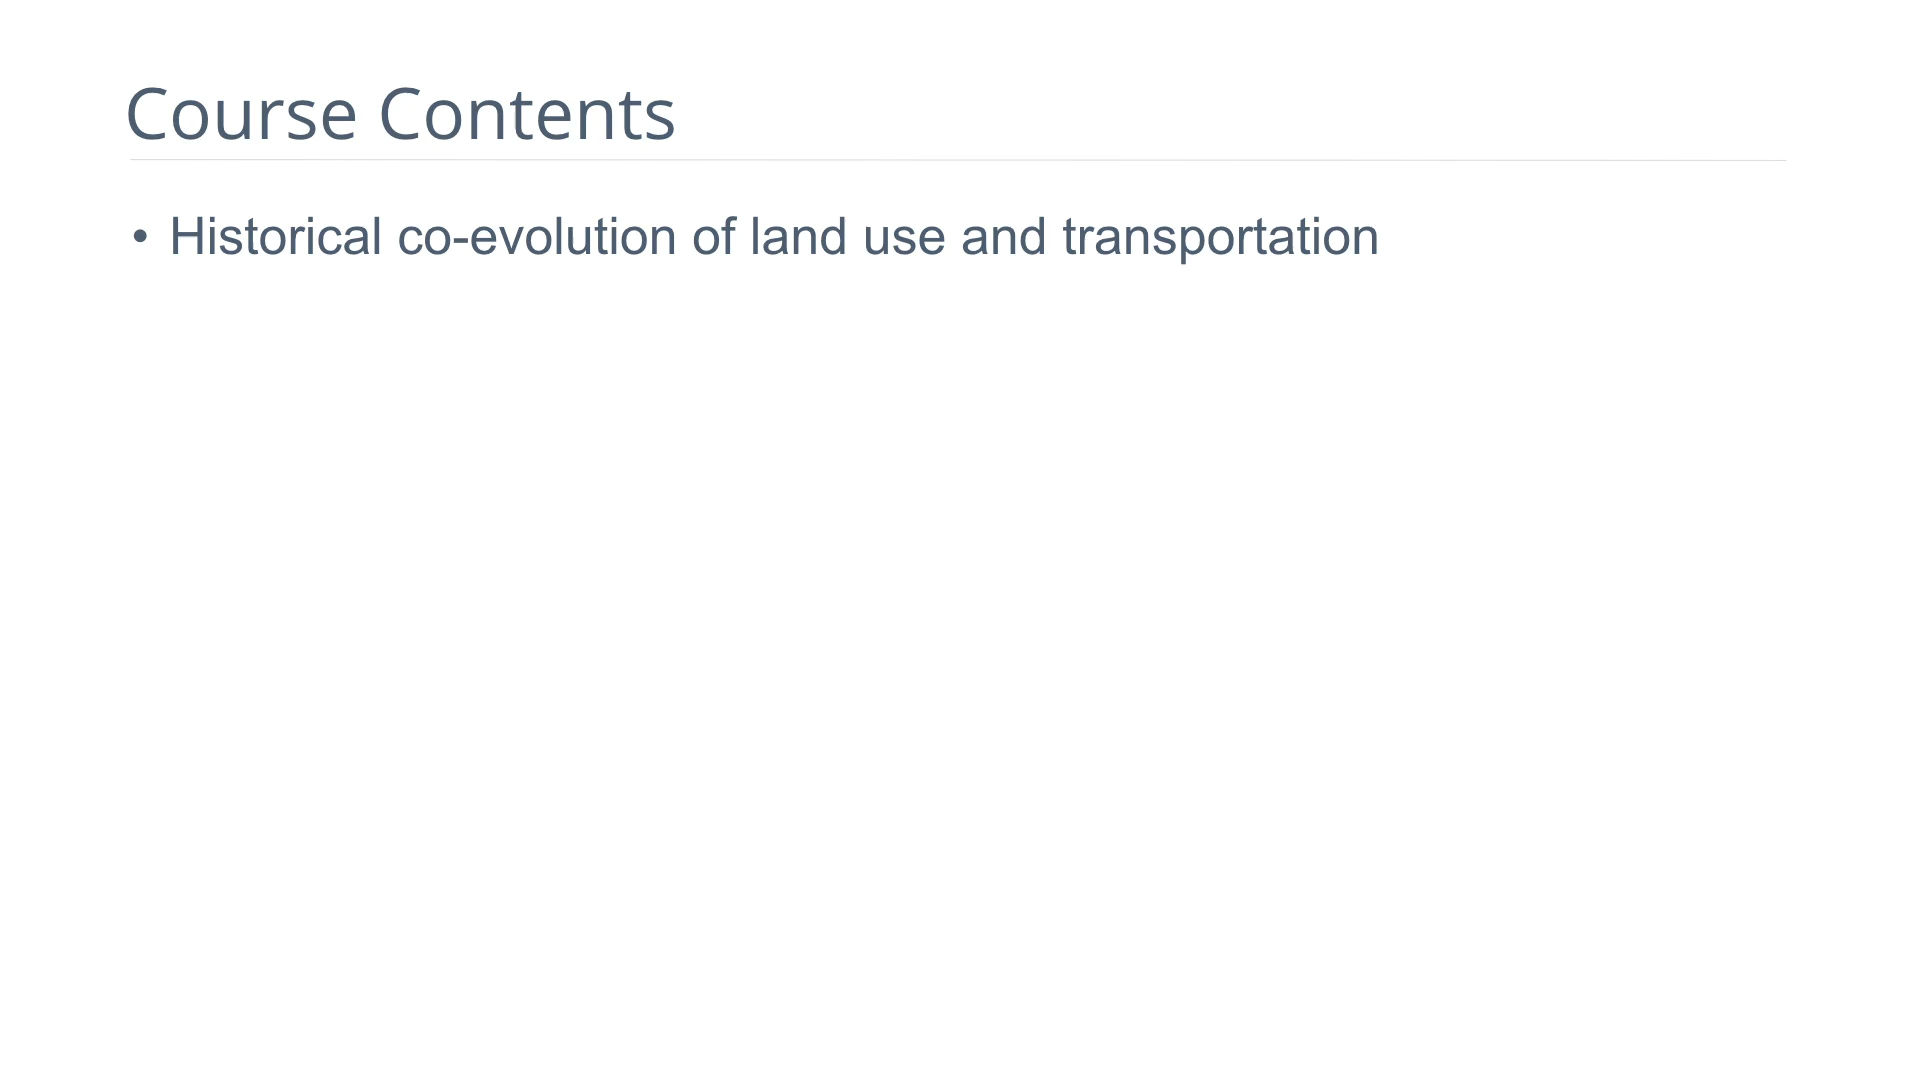 Course Contents
• Historical co-evolution of land use and transportation